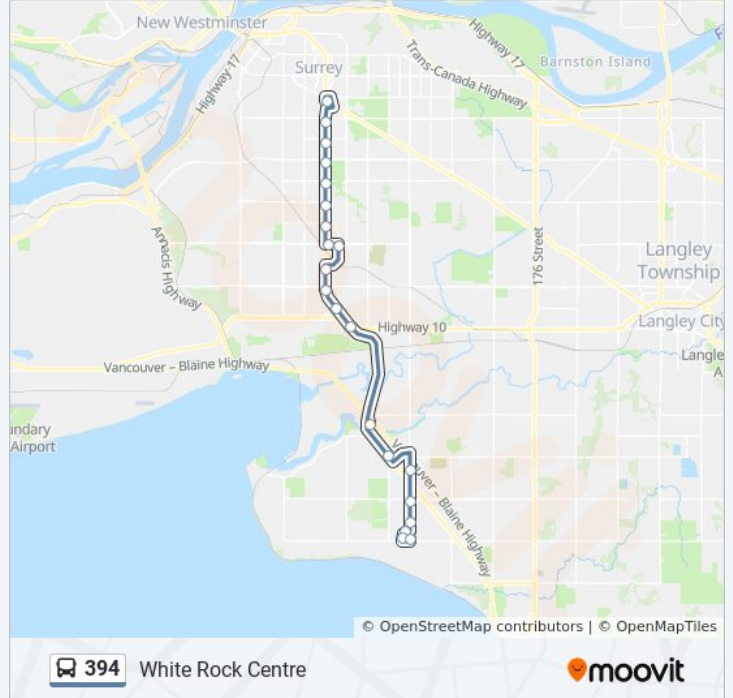 New Westminster
Highway 17
Barnston Island
Surrey
Trans-Canada Highway
Highway 17
176 Street
Annacis Highway
Langley
Township
Highway 10
Langley City
Vancouver – Blaine Highway
Langle
A
undary
Airport
Vancouver – Blaine Highway
© OpenStreetMap contributors | © OpenMapTiles
394 White Rock Centre
moovit